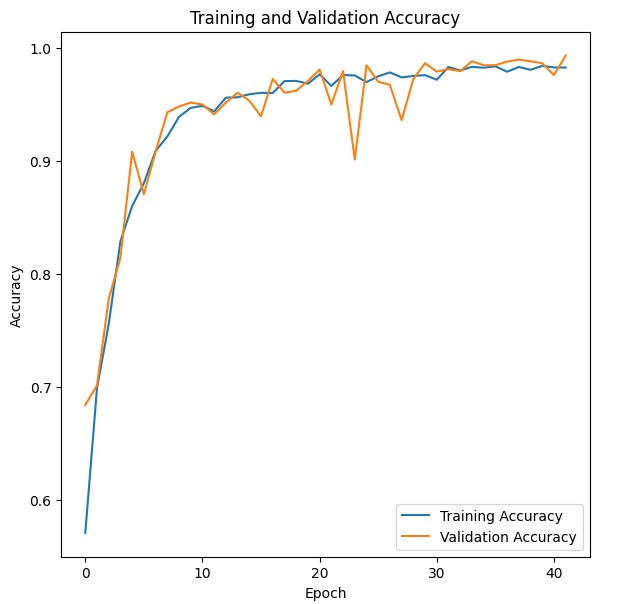 Training and Validation Accuracy
1.0
0.9
0.8
0.7
0.6
Accuracy
0
10
20
30
40
Epoch
Training Accuracy
Validation Accuracy